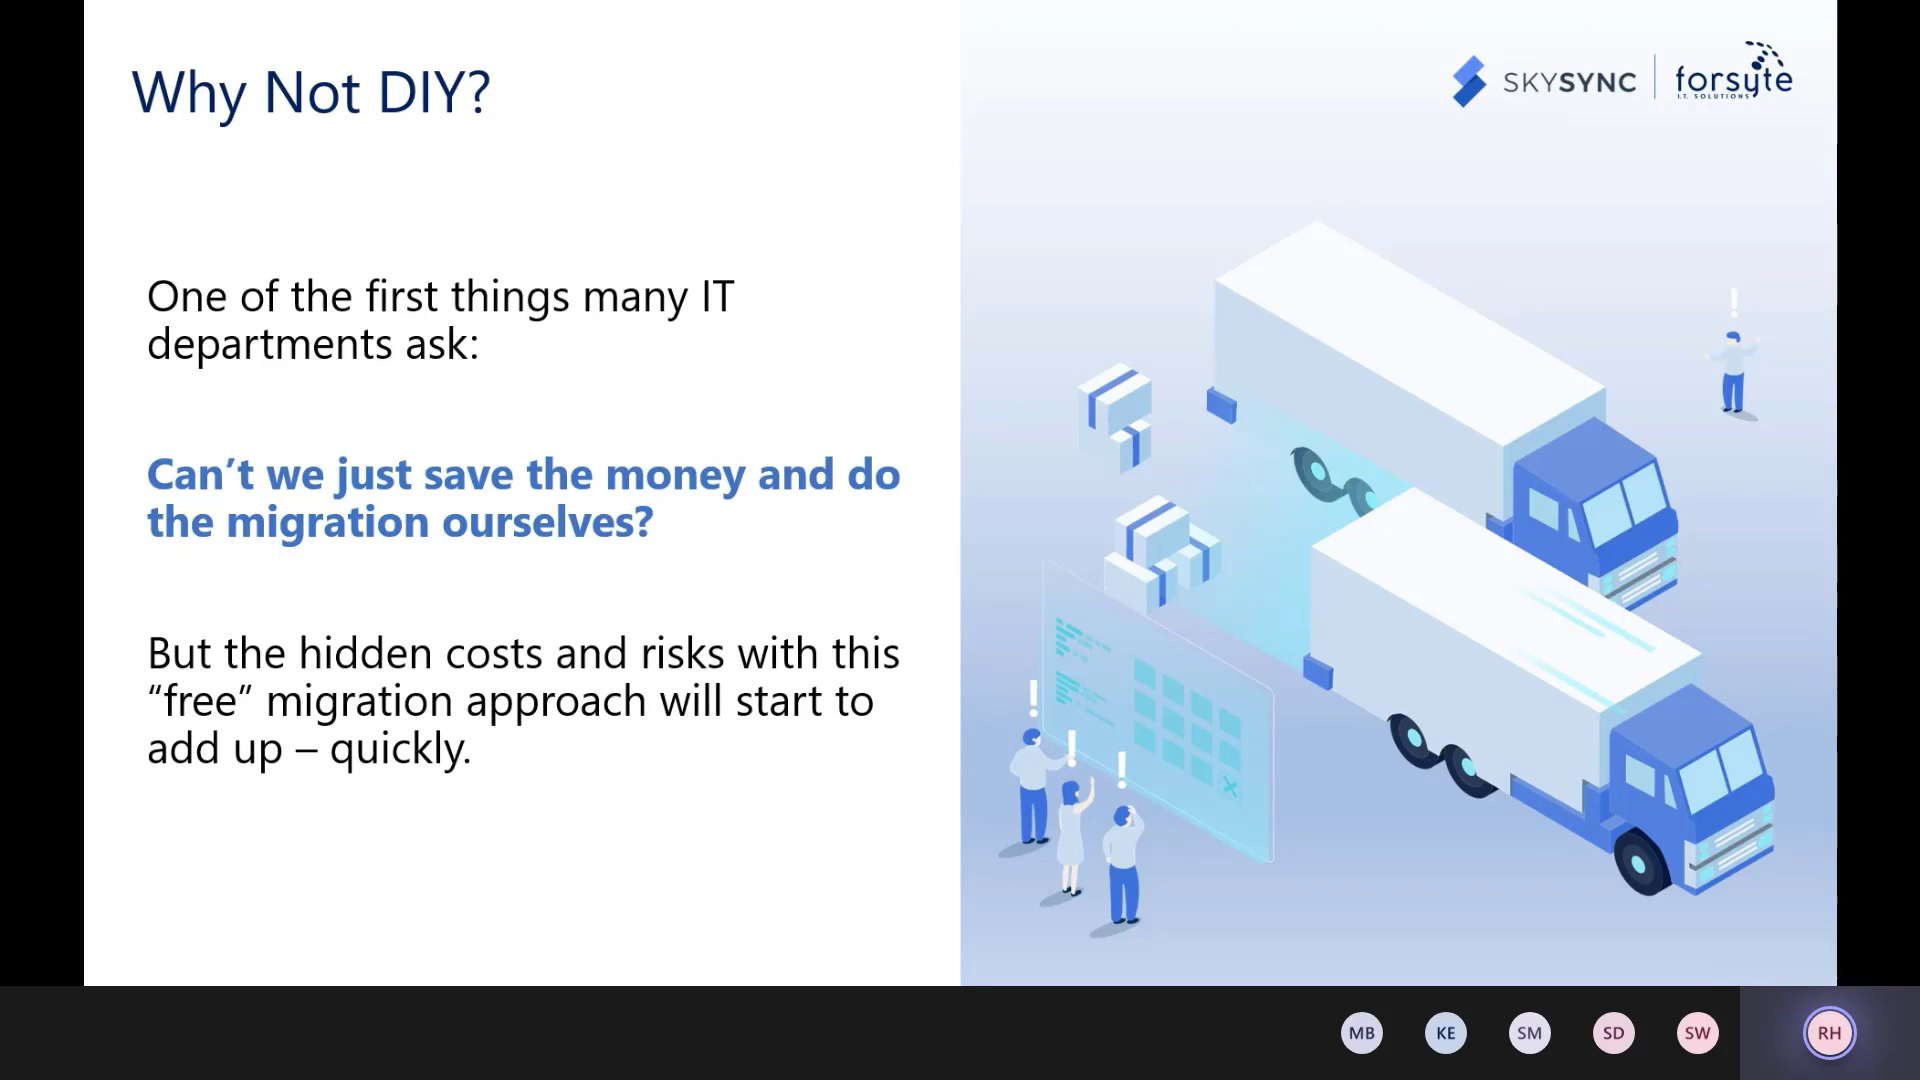 Why Not DIY?
SKYSYNC
forsyte
I.T. SOLUTIONS
One of the first things many IT
departments ask:
Can’t we just save the money and do
the migration ourselves?
But the hidden costs and risks with this
“free” migration approach will start to
add up – quickly.
MB KE SM SD SW RH